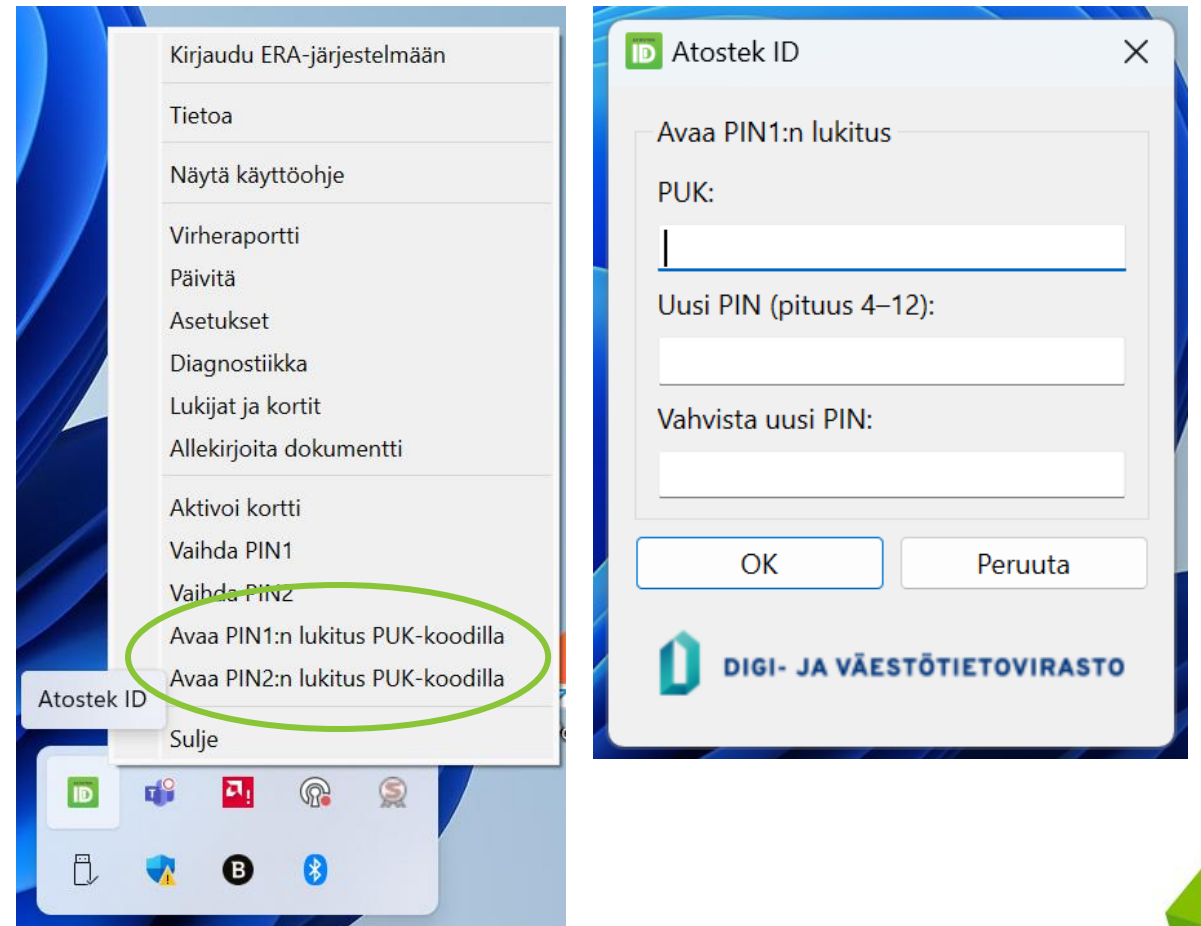 Kirjaudu ERA-järjestelmään
Tietoa
Näytä käyttöohje
Virheraportti
Päivitä
Asetukset
Diagnostiikka
Lukijat ja kortit
Allekirjoita dokumentti
Aktivoi kortti
Vaihda PIN1
Vaihda PIN2
Avaa PIN1:n lukitus PUK-koodilla
Avaa PIN2:n lukitus PUK-koodilla
Sulje
Atostek ID
ID
Atostek ID
Avaa PIN1:n lukitus
PUK:
Uusi PIN (pituus 4–12):
Vahvista uusi PIN:
OK
Peruuta
DIGI- JA VÄESTÖTIETOVIRASTO